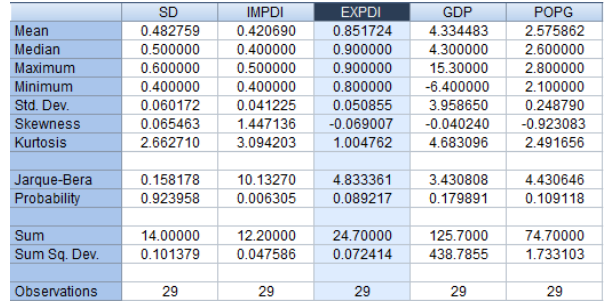 SD IMPDI EXPDI GDP POPG
Mean 0.482759 0.420690 0.851724 4.334483 2.575862
Median 0.500000 0.400000 0.900000 4.300000 2.600000
Maximum 0.600000 0.500000 0.900000 15.30000 2.800000
Minimum 0.400000 0.400000 0.800000 -6.400000 2.100000
Std. Dev. 0.060172 0.041225 0.050855 3.958650 0.248790
Skewness 0.065463 1.447136 -0.069007 -0.040240 -0.923083
Kurtosis 2.662710 3.094203 1.004762 4.683096 2.491656
Jarque-Bera 0.158178 10.13270 4.833361 3.430808 4.430646
Probability 0.923958 0.006305 0.089217 0.179891 0.109118
Sum 14.00000 12.20000 24.70000 125.7000 74.70000
Sum Sq. Dev. 0.101379 0.047586 0.072414 438.7855 1.733103
Observations 29 29 29 29 29